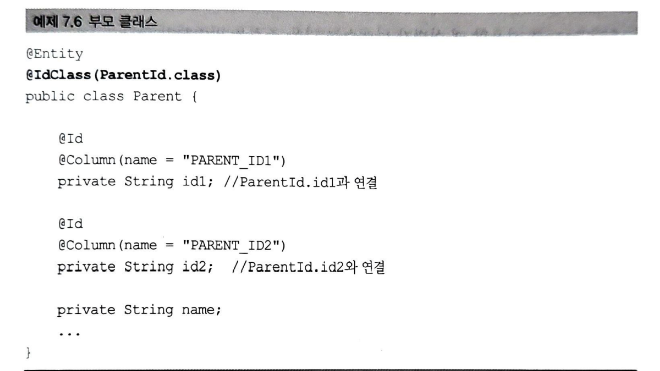 예제 7.6 부모 클래스
@Entity
@IdClass(ParentId.class)
public class Parent {
@Id
@Column(name = "PARENT_ID1")
private String id1; //ParentId.id1과 연결
@Id
@Column(name = "PARENT_ID2")
private String id2;  //ParentId.id2와 연결
private String name;
...
}